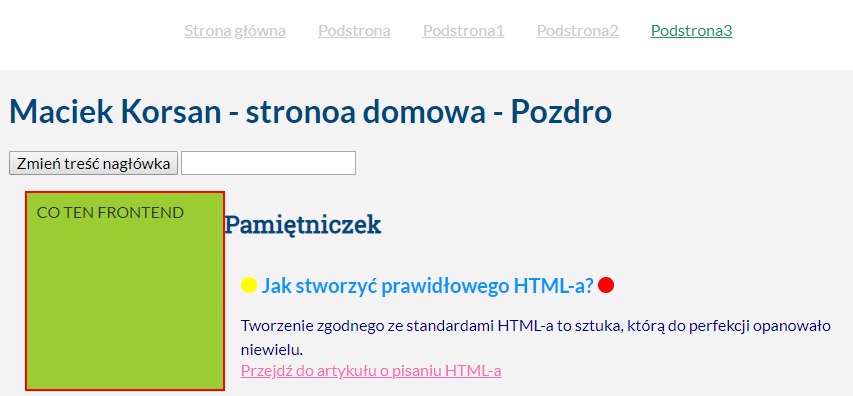 Strona główna Podstrona Podstrona1 Podstrona2 Podstrona3
Maciek Korsan - stronoa domowa - Pozdro
Zmień treść nagłówka
CO TEN FRONTEND
Pamiętniczek
Jak stworzyć prawidłowego HTML-a?
Tworzenie zgodnego ze standardami HTML-a to sztuka, którą do perfekcji opanowało
niewielu.
Przejdź do artykułu o pisaniu HTML-a